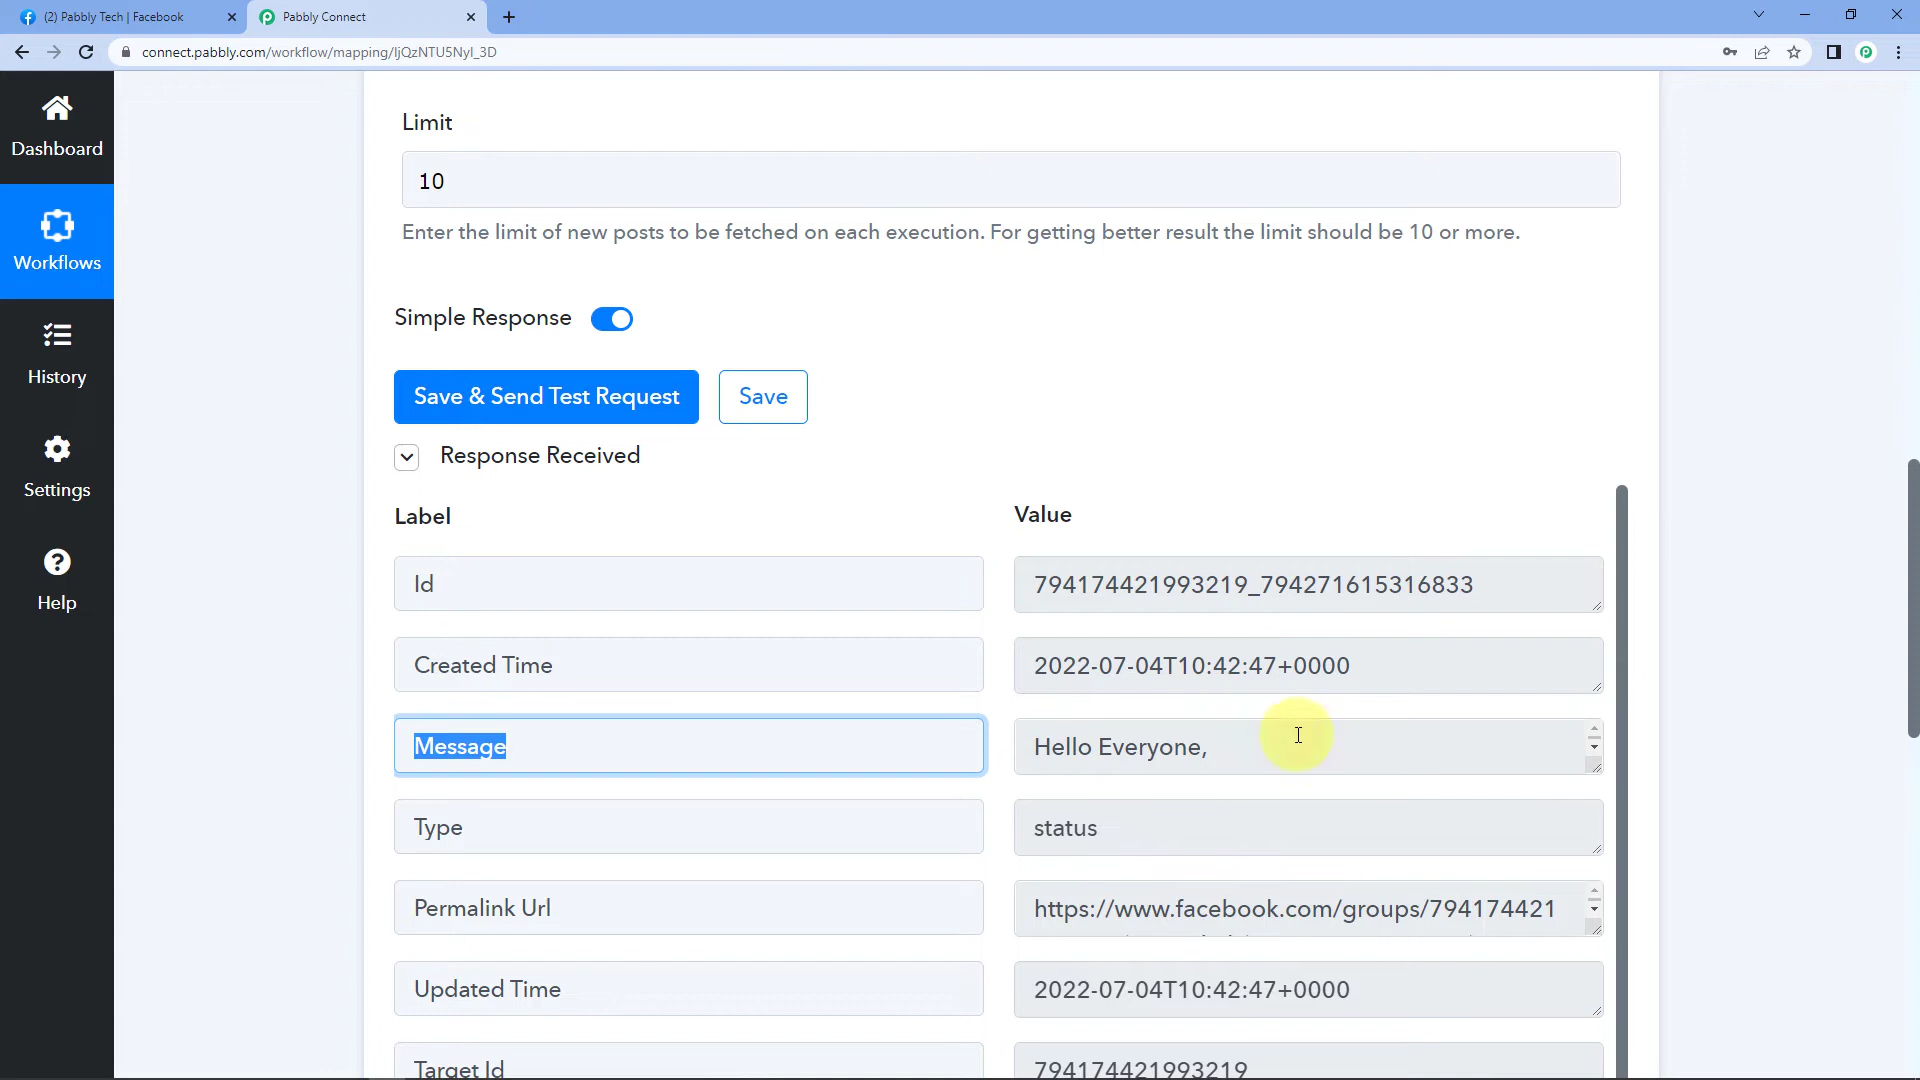 (2) Pabbly Tech | Facebook
Pabbly Connect
connect.pabbly.com/workflow/mapping/IjQzNTU5NyI_3D
Dashboard
Workflows
History
Settings
Help
Limit
10
Enter the limit of new posts to be fetched on each execution. For getting better result the limit should be 10 or more.
Simple Response
Save & Send Test Request
Save
Response Received
Label
Value
Id
794174421993219_794271615316833
Created Time
2022-07-04T10:42:47+0000
Message
Hello Everyone,
Type
status
Permalink Url
https://www.facebook.com/groups/794174421
Updated Time
2022-07-04T10:42:47+0000
Target Id
794174421993219